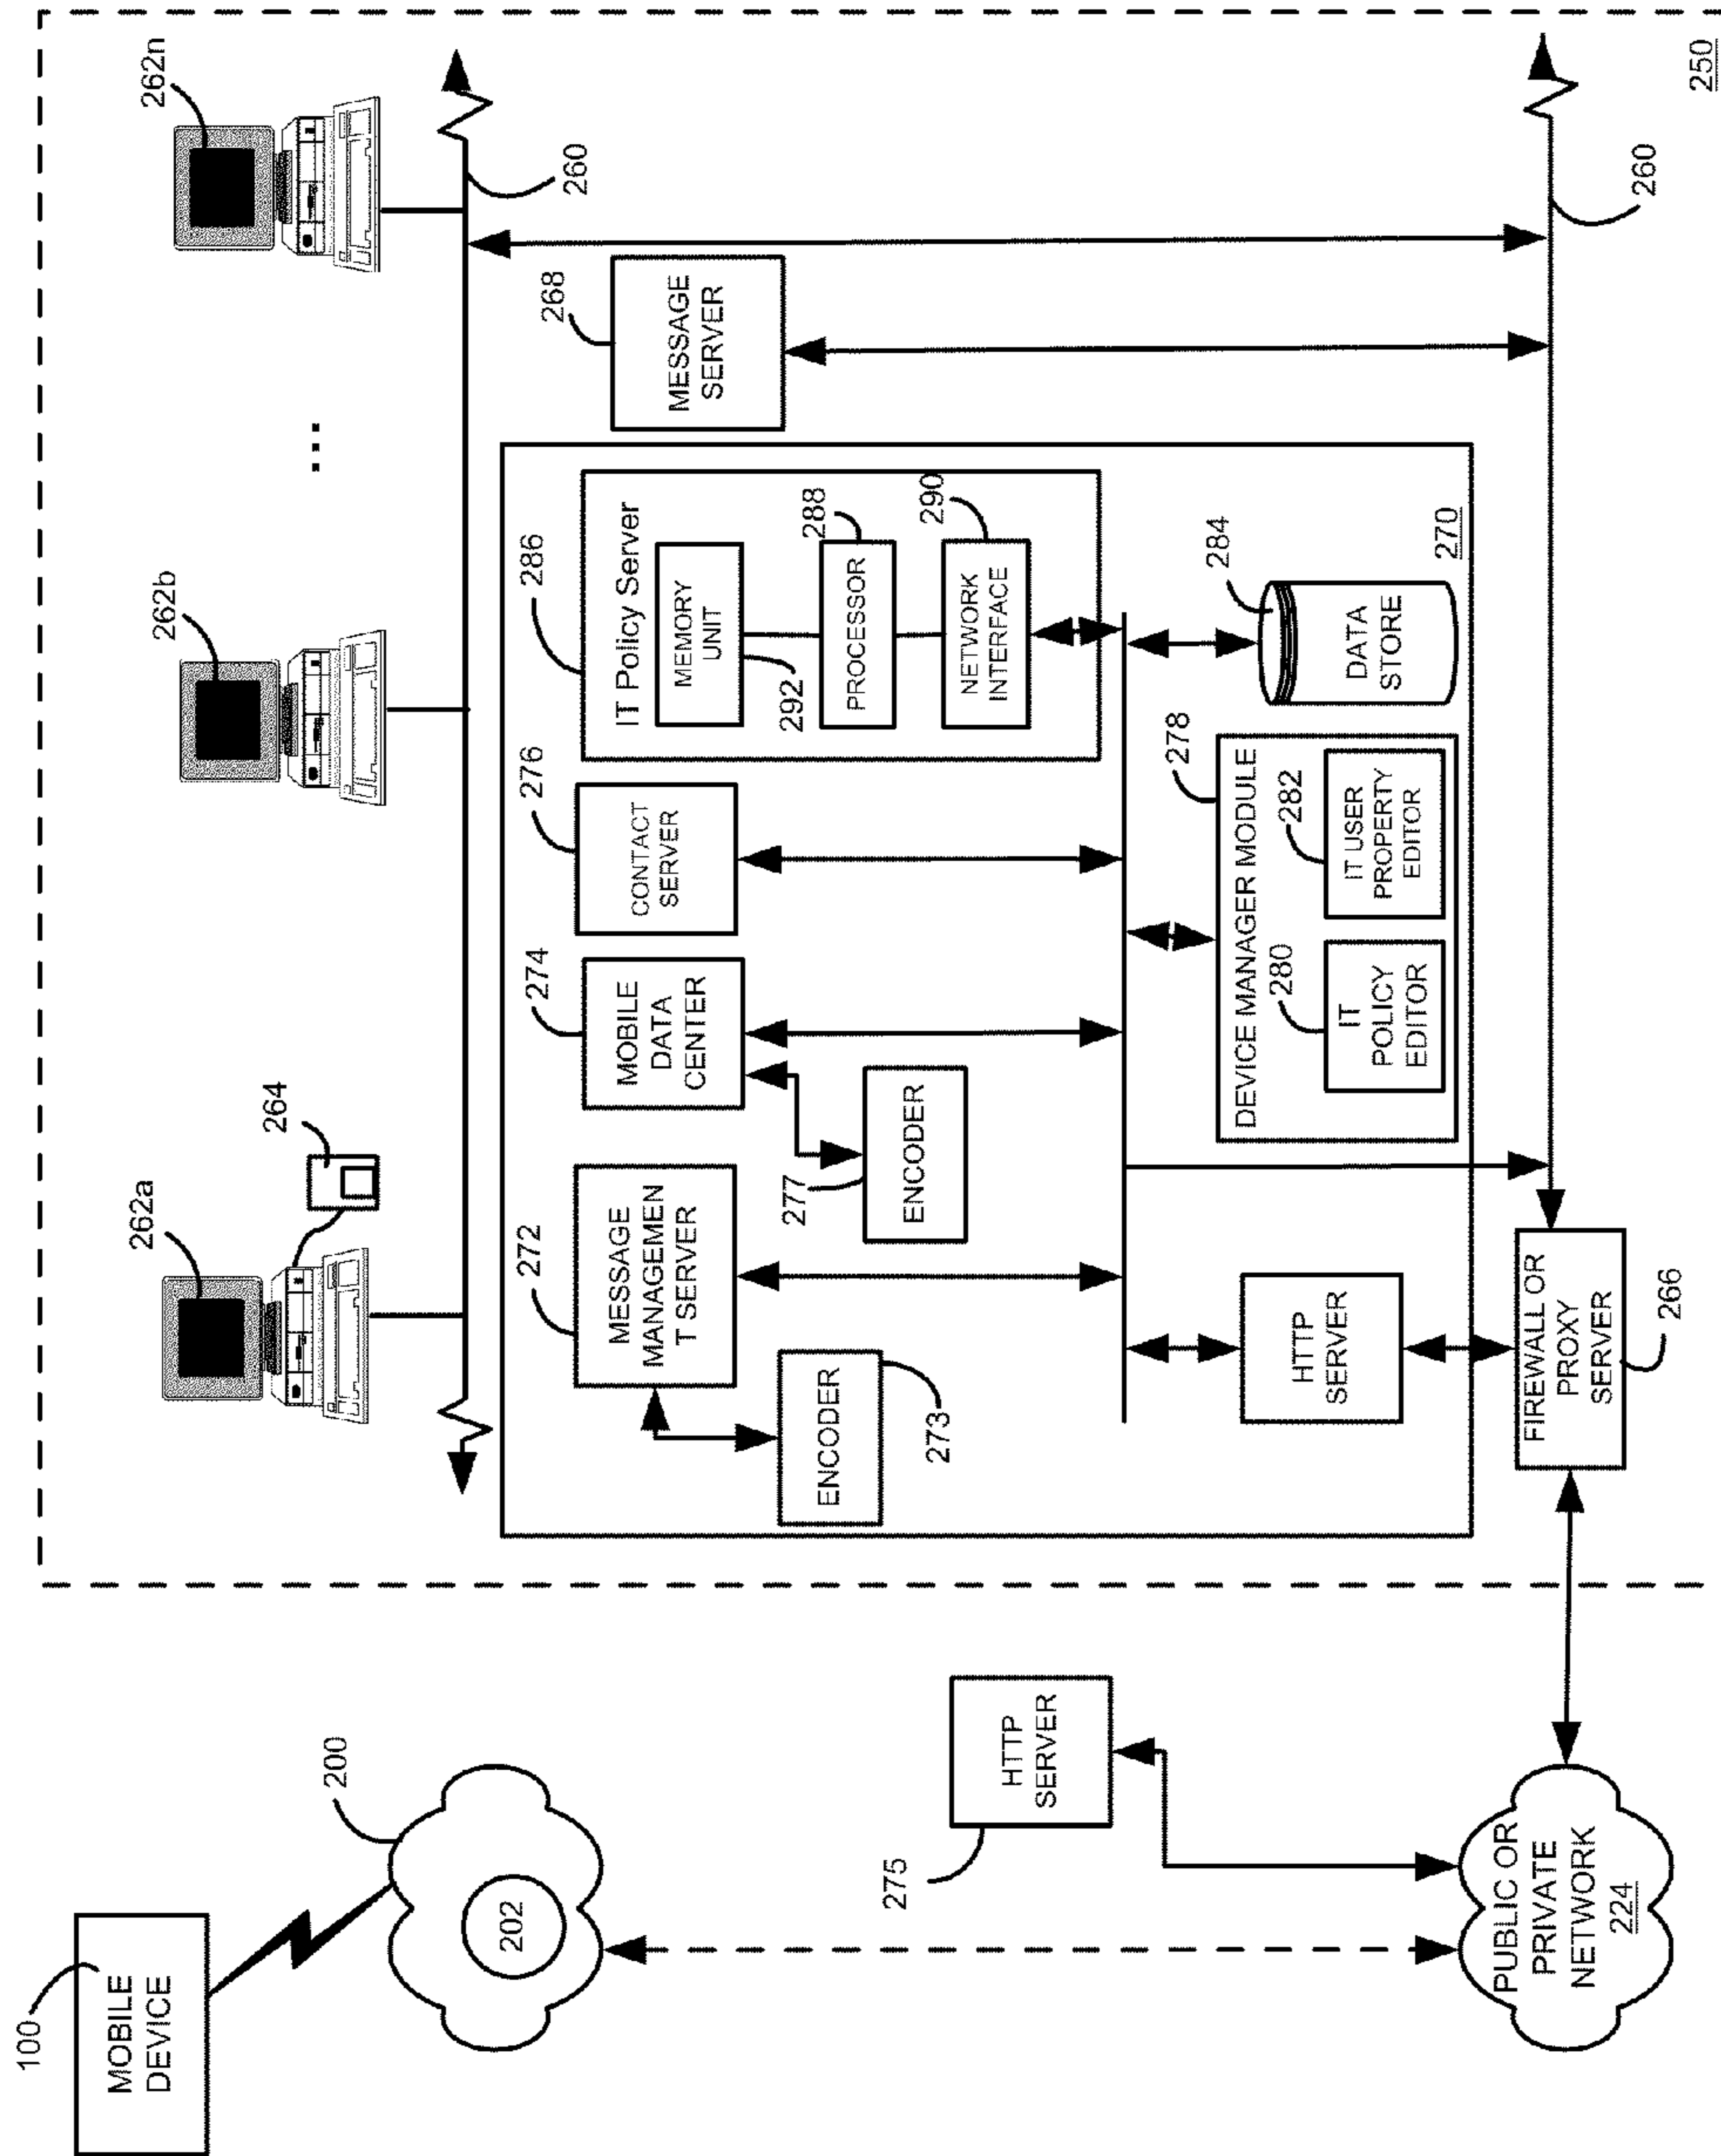 100
MOBILE
DEVICE
200
202
275
HTTP
SERVER
PUBLIC OR
PRIVATE
NETWORK
224
262a
264
262b
...
262n
260
272
MESSAGE
MANAGEMEN
T SERVER
274
MOBILE
DATA
CENTER
276
CONTACT
SERVER
286
IT Policy Server
MEMORY
UNIT
292
PROCESSOR
288
NETWORK
INTERFACE
290
268
MESSAGE
SERVER
ENCODER
273
277
ENCODER
HTTP
SERVER
278
DEVICE MANAGER MODULE
280
IT
POLICY
EDITOR
282
IT USER
PROPERTY
EDITOR
284
DATA
STORE
270
FIREWALL OR
PROXY
SERVER
266
260
250